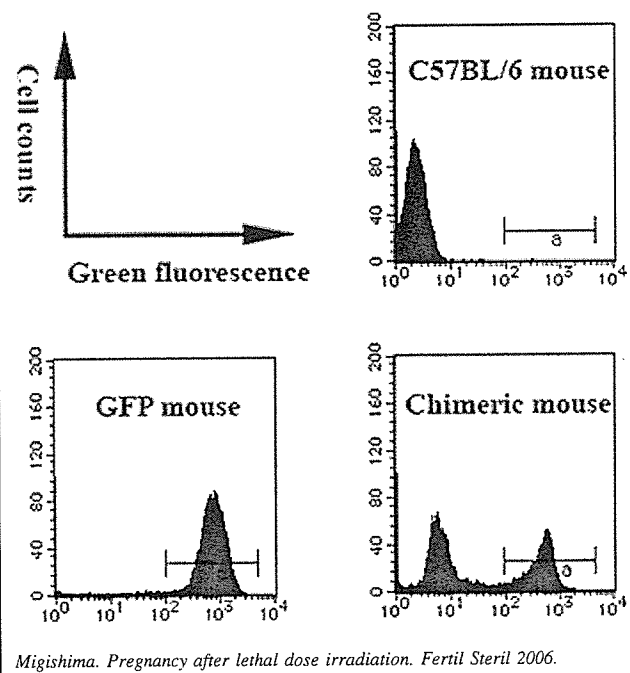 Cell counts
Green fluorescence
C57BL/6 mouse
200
160
120
80
40
0
a
10^0 10^1 10^2 10^3 10^4
GFP mouse
200
160
120
80
40
0
10^0 10^1 10^2 10^3 10^4
Chimeric mouse
200
160
120
80
40
0
a
10^0 10^1 10^2 10^3 10^4
Migishima. Pregnancy after lethal dose irradiation. Fertil Steril 2006.